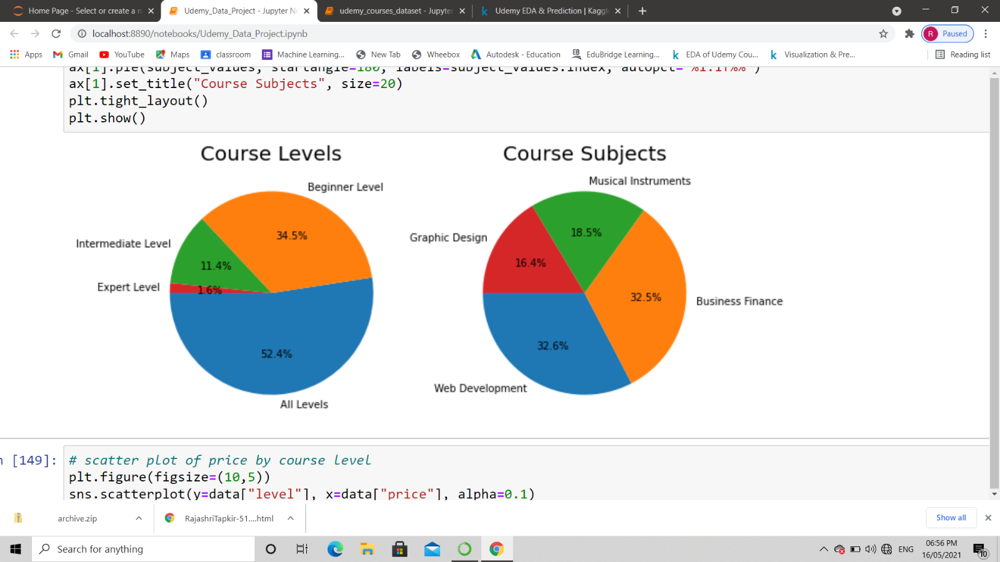 Home Page - Select or create a n
Udemy_Data_Project - Jupyter N
udemy_courses_dataset - Jupyter
Udemy EDA & Prediction | Kaggl
localhost:8890/notebooks/Udemy_Data_Project.ipynb
R Paused
Apps Gmail YouTube Maps classroom Machine Learning... New Tab Wheebox Autodesk - Education EduBridge Learning... EDA of Udemy Cou... Visualization & Pre... Reading list
ax[1].pie(subject_values, startangle=180, labels=subject_values.index, autopct="%1.1f%%")
ax[1].set_title("Course Subjects", size=20)
plt.tight_layout()
plt.show()
Course Levels
Beginner Level
34.5%
Intermediate Level
11.4%
Expert Level
1.6%
52.4%
All Levels
Course Subjects
Musical Instruments
18.5%
Graphic Design
16.4%
32.5%
Business Finance
32.6%
Web Development
n [149]:
# scatter plot of price by course level
plt.figure(figsize=(10,5))
sns.scatterplot(y=data["level"], x=data["price"], alpha=0.1)
archive.zip
RajashriTapkir-51....html
Show all
Search for anything
ENG
06:56 PM
16/05/2021
10